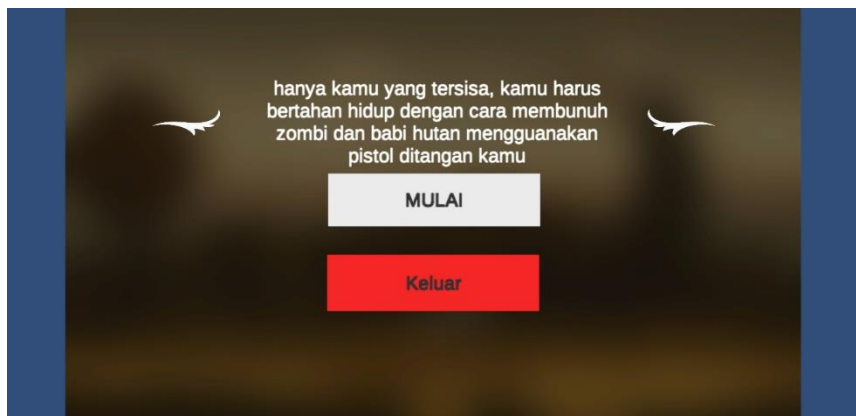 hanya kamu yang tersisa, kamu harus
bertahan hidup dengan cara membunuh
zombi dan babi hutan mengguanakan
pistol ditangan kamu
MULAI
Keluar